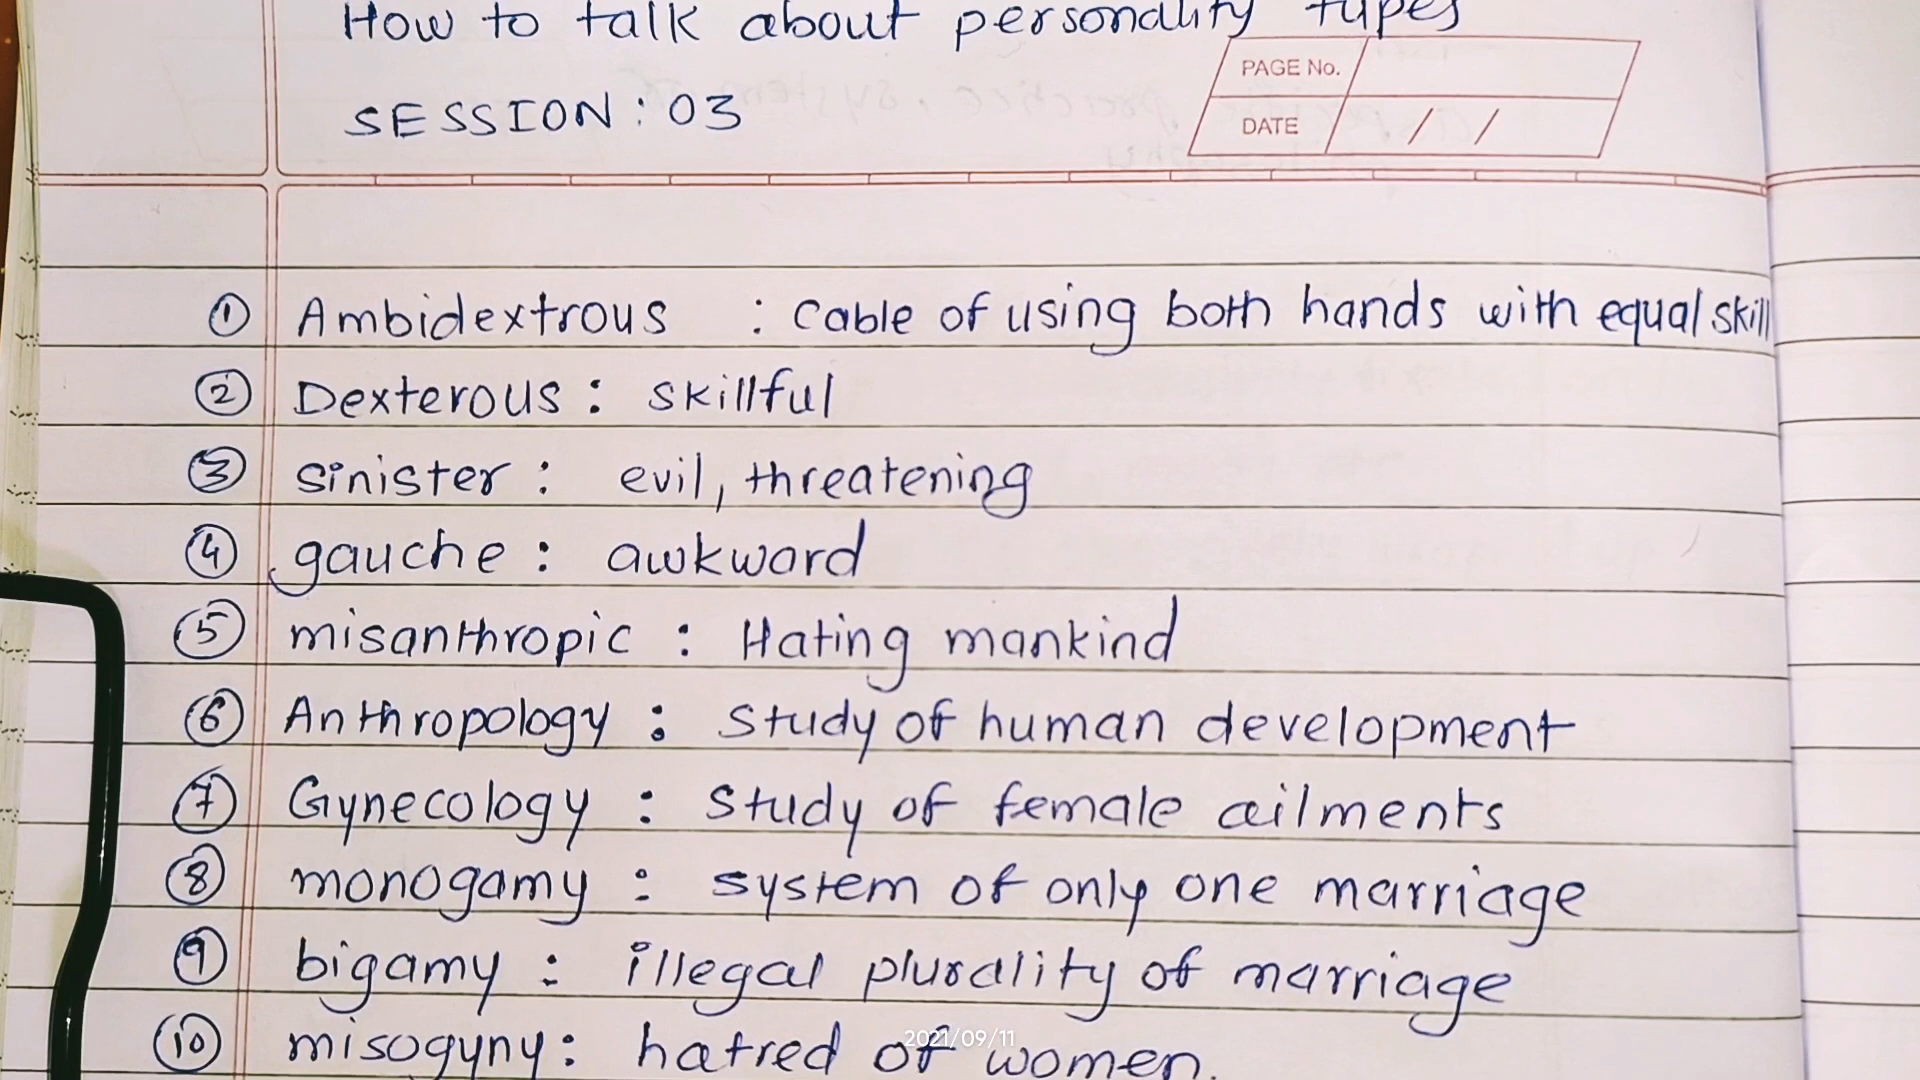 How to talk about personality types
SESSION : 03
PAGE No.
DATE / /
① Ambidextrous : cable of using both hands with equal skill
② Dexterous : skillful
③ sinister : evil, threatening
④ gauche : awkward
⑤ misanthropic : Hating mankind
⑥ Anthropology : study of human development
⑦ Gynecology : study of female ailments
⑧ monogamy : system of only one marriage
⑨ bigamy : illegal plurality of marriage
⑩ misogyny : hatred of women.
2021/09/11